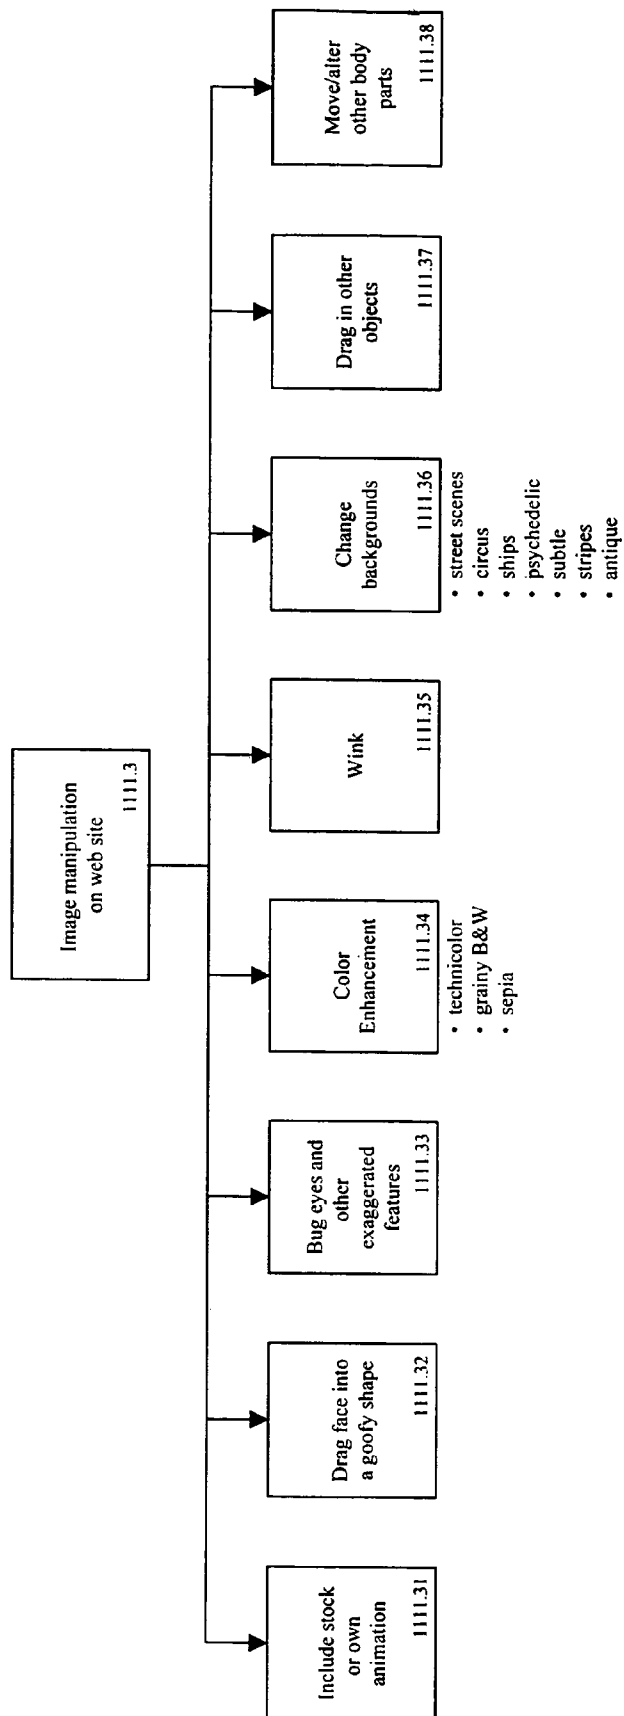 Image manipulation
on web site
1111.3
Include stock
or own
animation
1111.31
Drag face into
a goofy shape
1111.32
Bug eyes and
other
exaggerated
features
1111.33
Color
Enhancement
1111.34
• technicolor
• grainy B&W
• sepia
Wink
1111.35
Change
backgrounds
1111.36
• street scenes
• circus
• ships
• psychedelic
• subtle
• stripes
• antique
Drag in other
objects
1111.37
Move/alter
other body
parts
1111.38